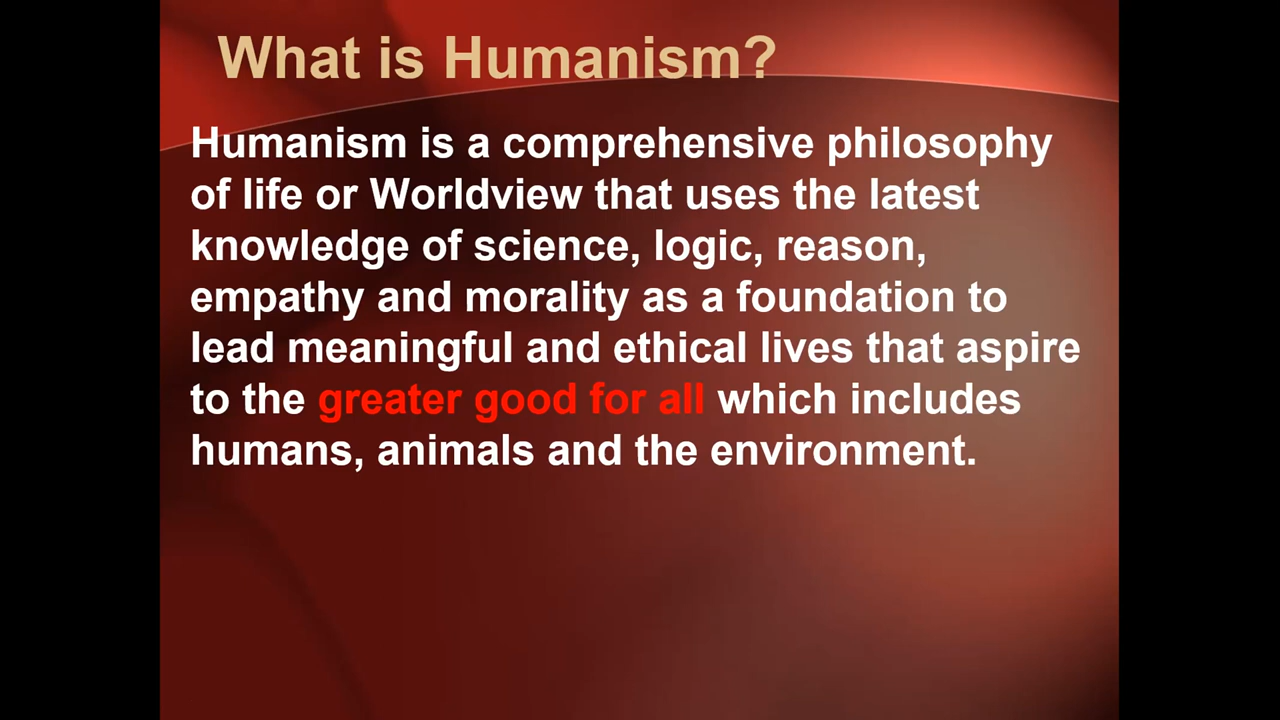 What is Humanism?
Humanism is a comprehensive philosophy
of life or Worldview that uses the latest
knowledge of science, logic, reason,
empathy and morality as a foundation to
lead meaningful and ethical lives that aspire
to the greater good for all which includes
humans, animals and the environment.